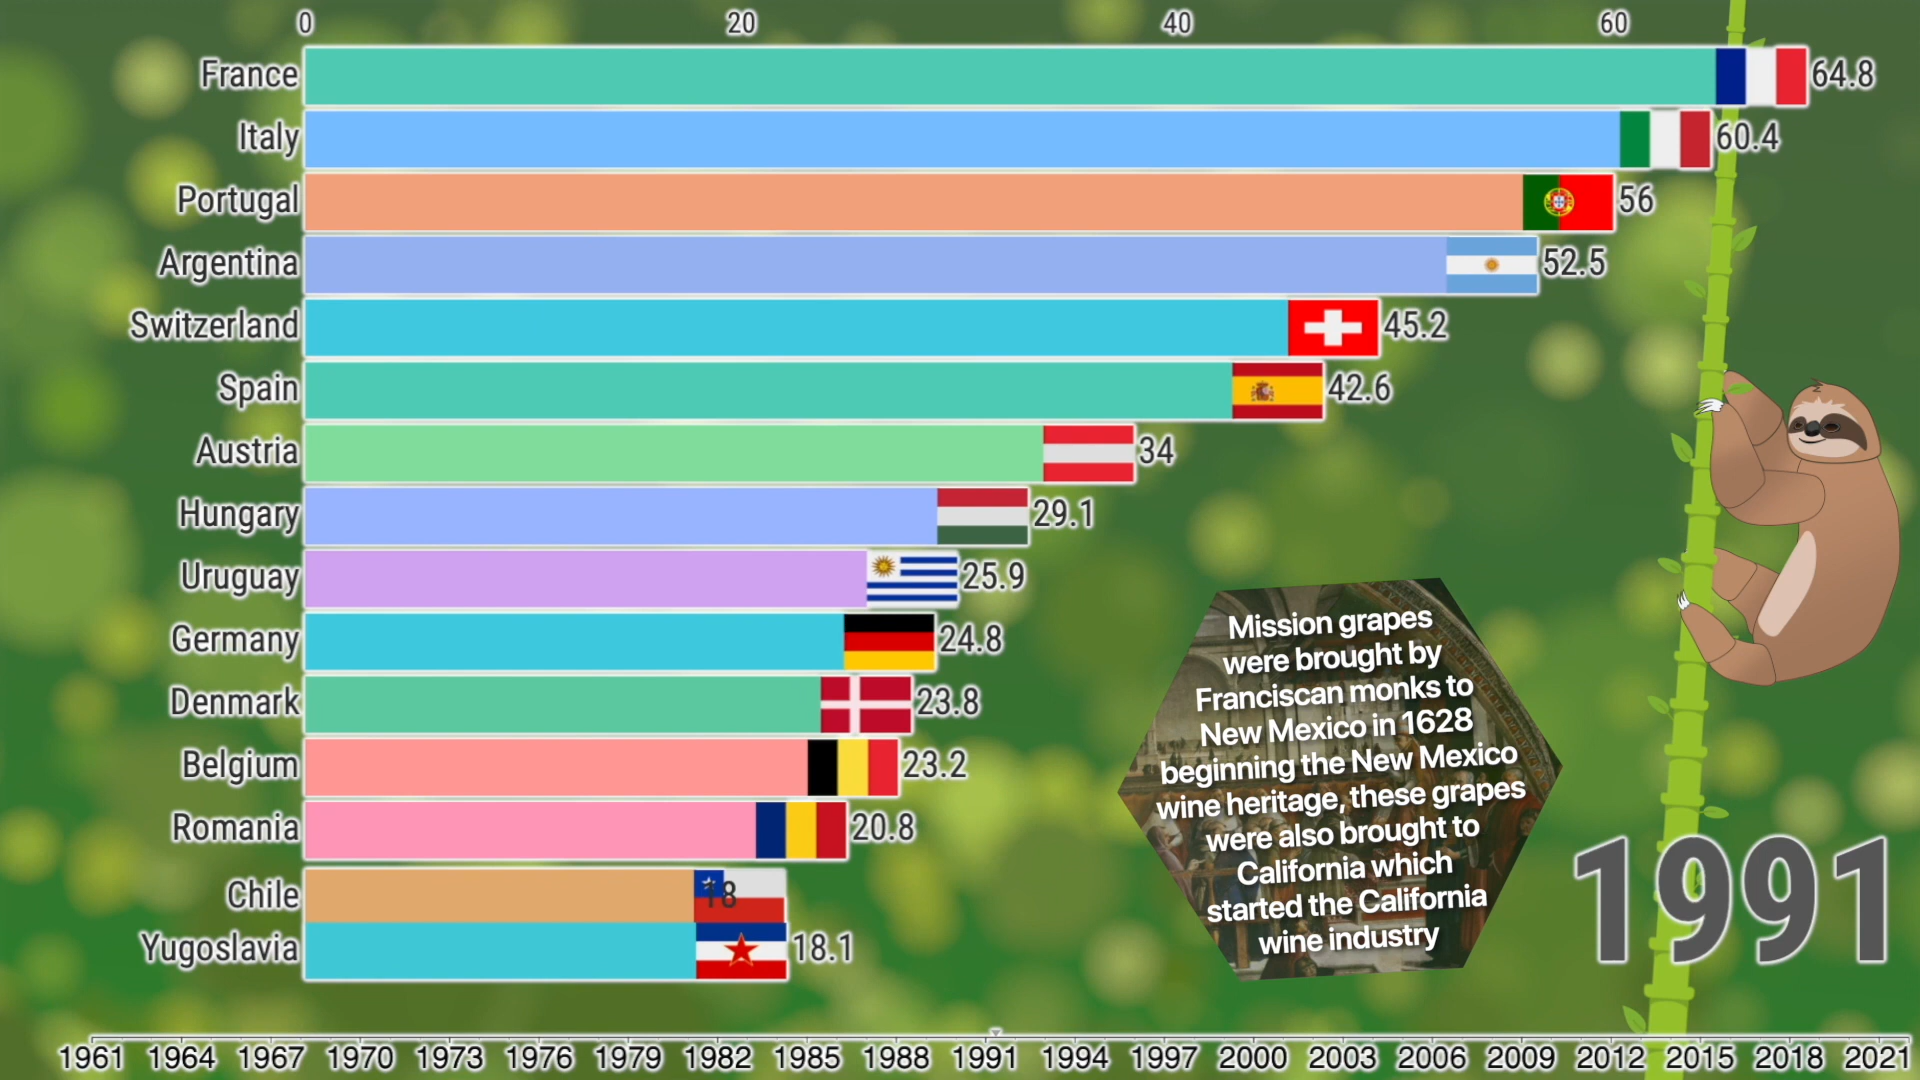 0 20 40 60
France 64.8
Italy 60.4
Portugal 56
Argentina 52.5
Switzerland 45.2
Spain 42.6
Austria 34
Hungary 29.1
Uruguay 25.9
Germany 24.8
Denmark 23.8
Belgium 23.2
Romania 20.8
Chile 18
Yugoslavia 18.1
Mission grapes
were brought by
Franciscan monks to
New Mexico in 1628
beginning the New Mexico
wine heritage, these grapes
were also brought to
California which
started the California
wine industry
1991
1961 1964 1967 1970 1973 1976 1979 1982 1985 1988 1991 1994 1997 2000 2003 2006 2009 2012 2015 2018 2021